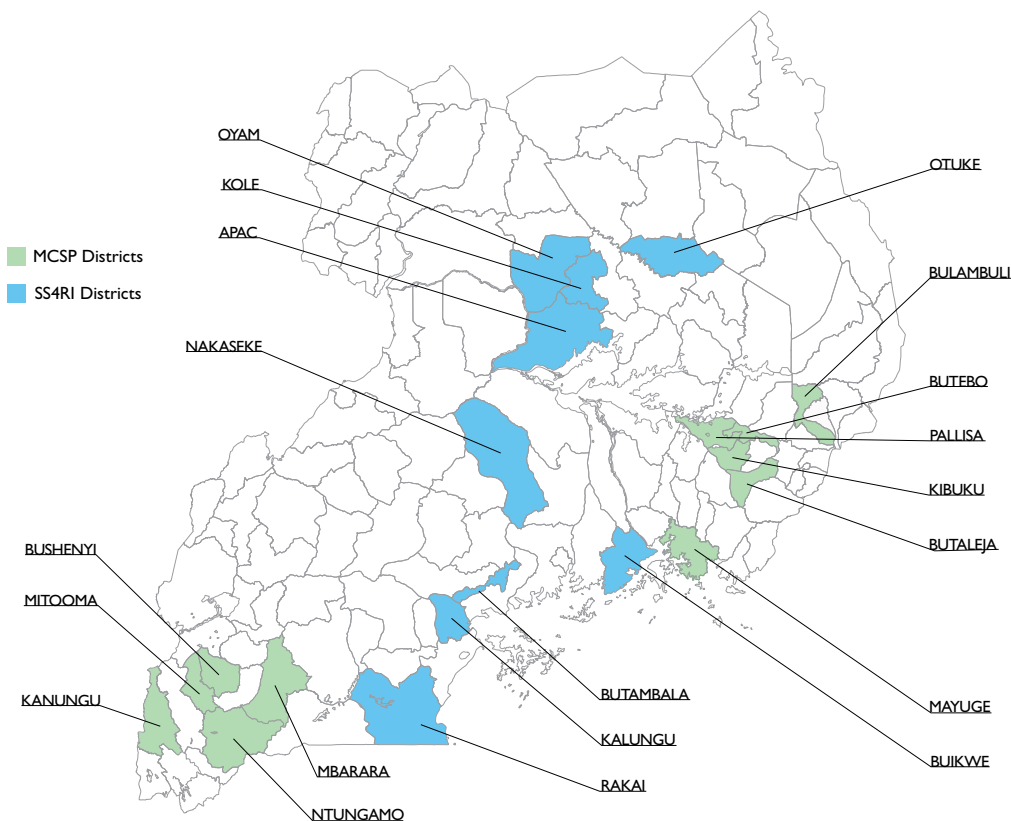 OYAM
KOLE
APAC
OTUKE
MCSP Districts
SS4RI Districts
BULAMBULI
NAKASEKE
BUTEBO
PALLISA
KIBUKU
BUTALEJA
BUSHENYI
MITOOMA
KANUNGU
BUTAMBALA
MAYUGE
KALUNGU
BUIKWE
MBARARA
RAKAI
NTUNGAMO